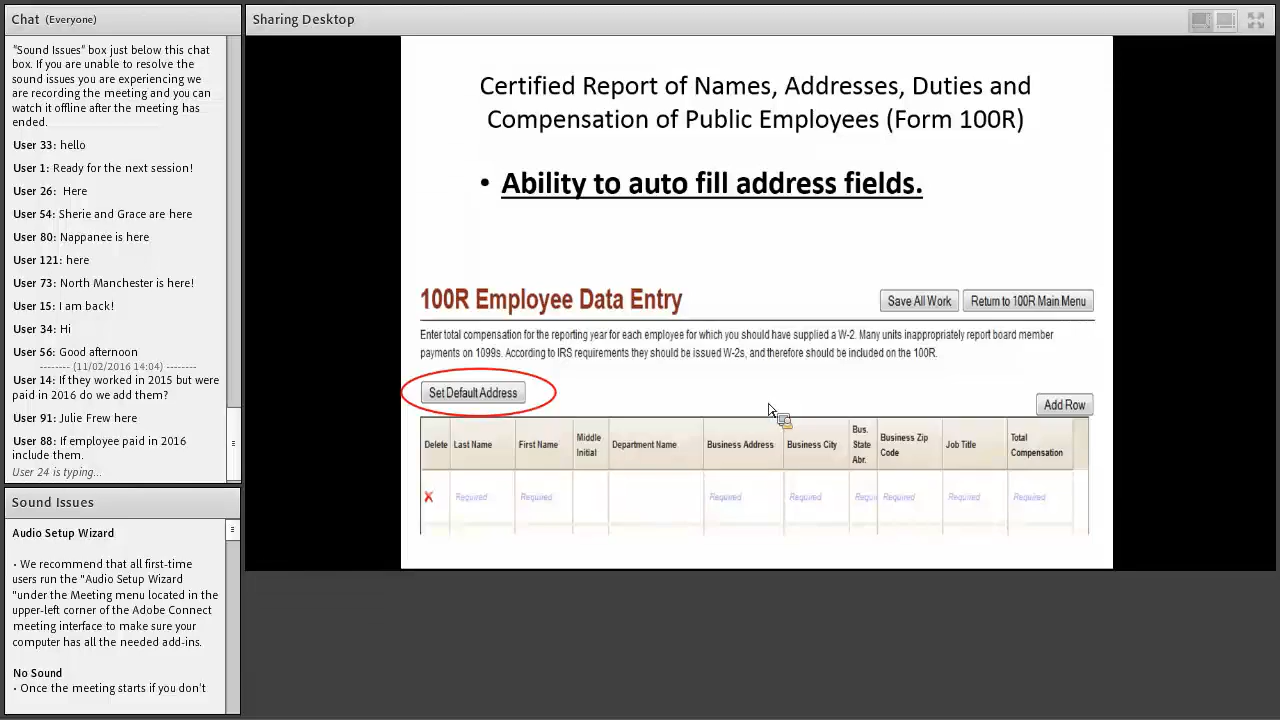 Chat (Everyone)
"Sound Issues" box just below this chat
box. If you are unable to resolve the
sound issues you are experiencing we
are recording the meeting and you can
watch it offline after the meeting has
ended.
User 33: hello
User 1: Ready for the next session!
User 26: Here
User 54: Sherie and Grace are here
User 80: Nappanee is here
User 121: here
User 73: North Manchester is here!
User 15: I am back!
User 34: Hi
User 56: Good afternoon
-------- (11/02/2016 14:04) --------
User 14: If they worked in 2015 but were
paid in 2016 do we add them?
User 91: Julie Frew here
User 88: If employee paid in 2016
include them.
User 24 is typing...
Sound Issues
Audio Setup Wizard
• We recommend that all first-time
users run the "Audio Setup Wizard
"under the Meeting menu located in the
upper-left corner of the Adobe Connect
meeting interface to make sure your
computer has all the needed add-ins.
No Sound
• Once the meeting starts if you don't
Sharing Desktop
Certified Report of Names, Addresses, Duties and
Compensation of Public Employees (Form 100R)
• Ability to auto fill address fields.
100R Employee Data Entry
Save All Work
Return to 100R Main Menu
Enter total compensation for the reporting year for each employee for which you should have supplied a W-2. Many units inappropriately report board member
payments on 1099s. According to IRS requirements they should be issued W-2s, and therefore should be included on the 100R.
Set Default Address
Add Row
Delete Last Name First Name Middle Initial Department Name Business Address Business City Bus. State Abr. Business Zip Code Job Title Total Compensation
X Required Required Required Required Requi Required Required Required